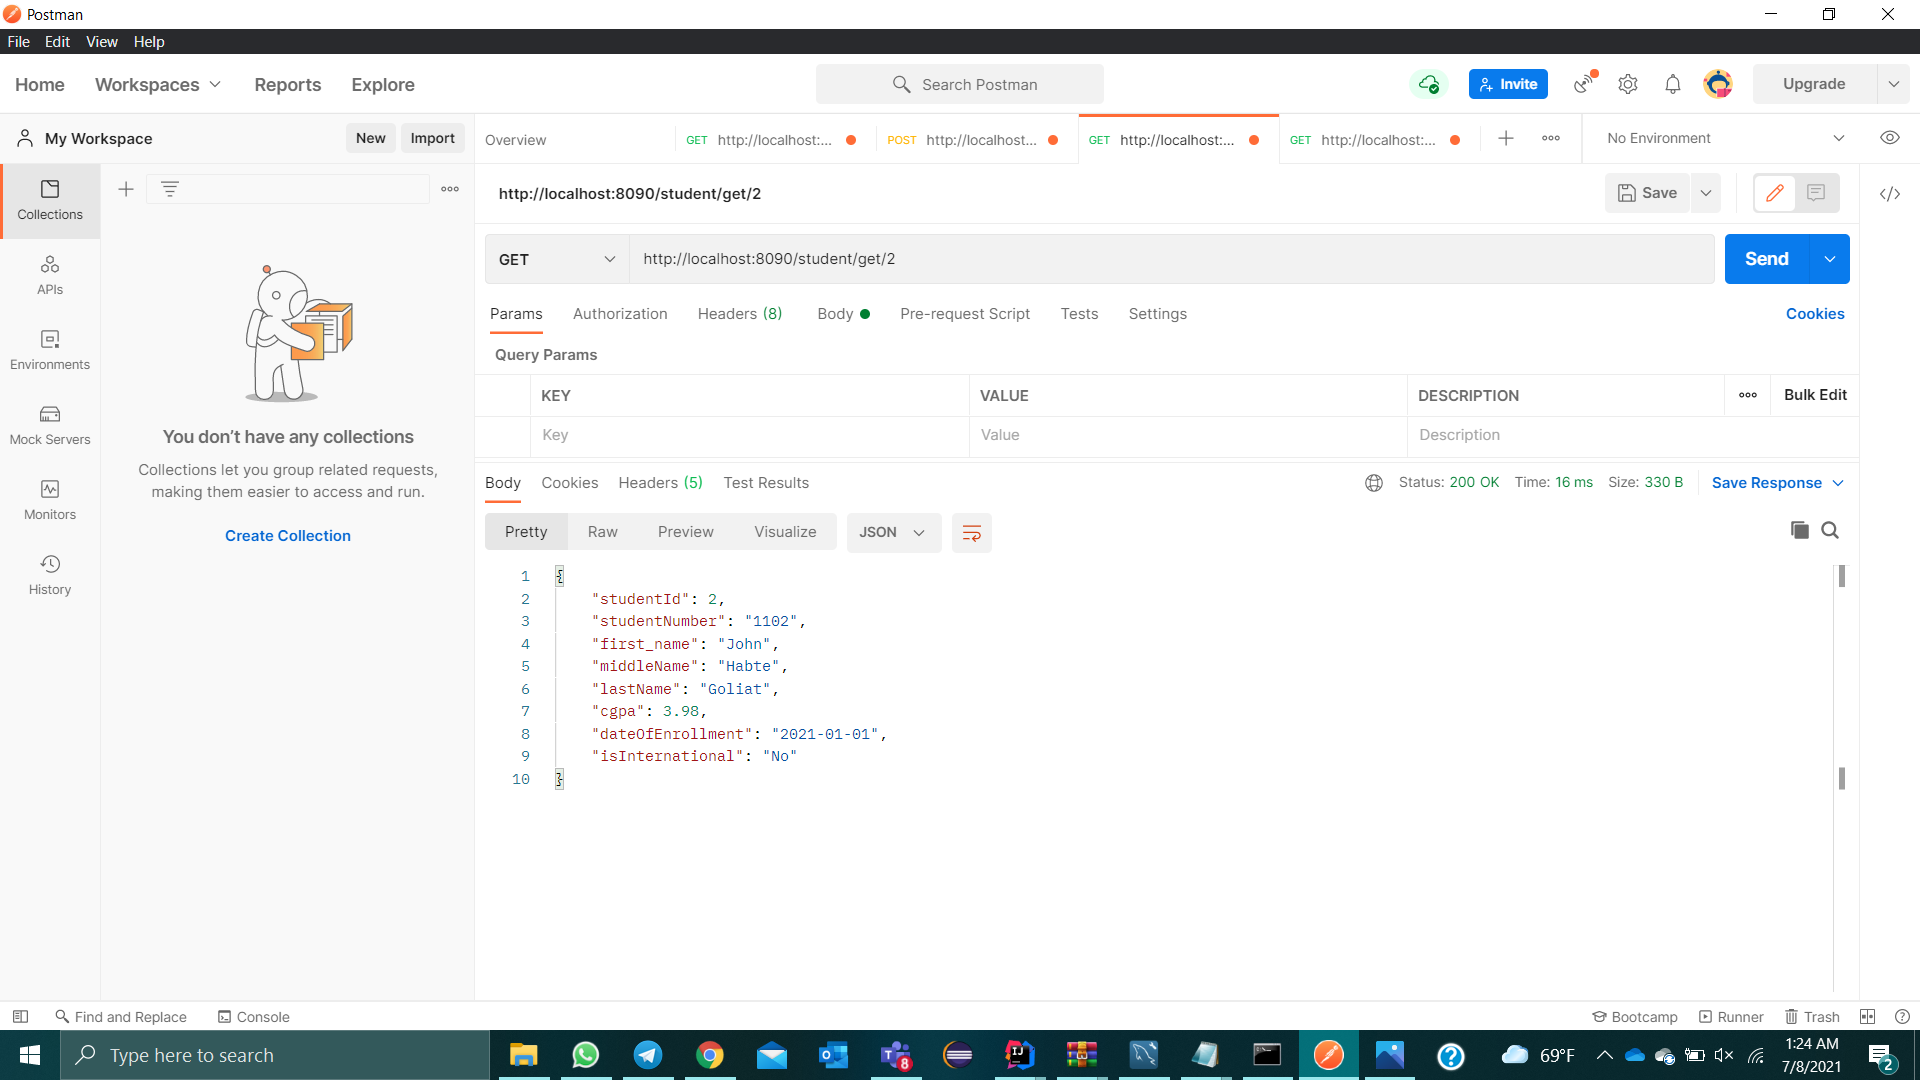 Postman
File Edit View Help
Home Workspaces Reports Explore
Search Postman
Invite
Upgrade
My Workspace
New Import
Overview
GET http://localhost:...
POST http://localhost...
GET http://localhost:...
GET http://localhost:...
No Environment
Collections
APIs
Environments
Mock Servers
Monitors
History
You don’t have any collections
Collections let you group related requests,
making them easier to access and run.
Create Collection
http://localhost:8090/student/get/2
Save
GET http://localhost:8090/student/get/2
Send
Params Authorization Headers (8) Body Pre-request Script Tests Settings
Cookies
Query Params
KEY VALUE DESCRIPTION
Bulk Edit
Key Value Description
Body Cookies Headers (5) Test Results
Status: 200 OK Time: 16 ms Size: 330 B
Save Response
Pretty Raw Preview Visualize
JSON
1 {
2 "studentId": 2,
3 "studentNumber": "1102",
4 "first_name": "John",
5 "middleName": "Habte",
6 "lastName": "Goliat",
7 "cgpa": 3.98,
8 "dateOfEnrollment": "2021-01-01",
9 "isInternational": "No"
10 }
Find and Replace Console
Bootcamp Runner Trash
Type here to search
8
IJ
69°F
1:24 AM
7/8/2021
2